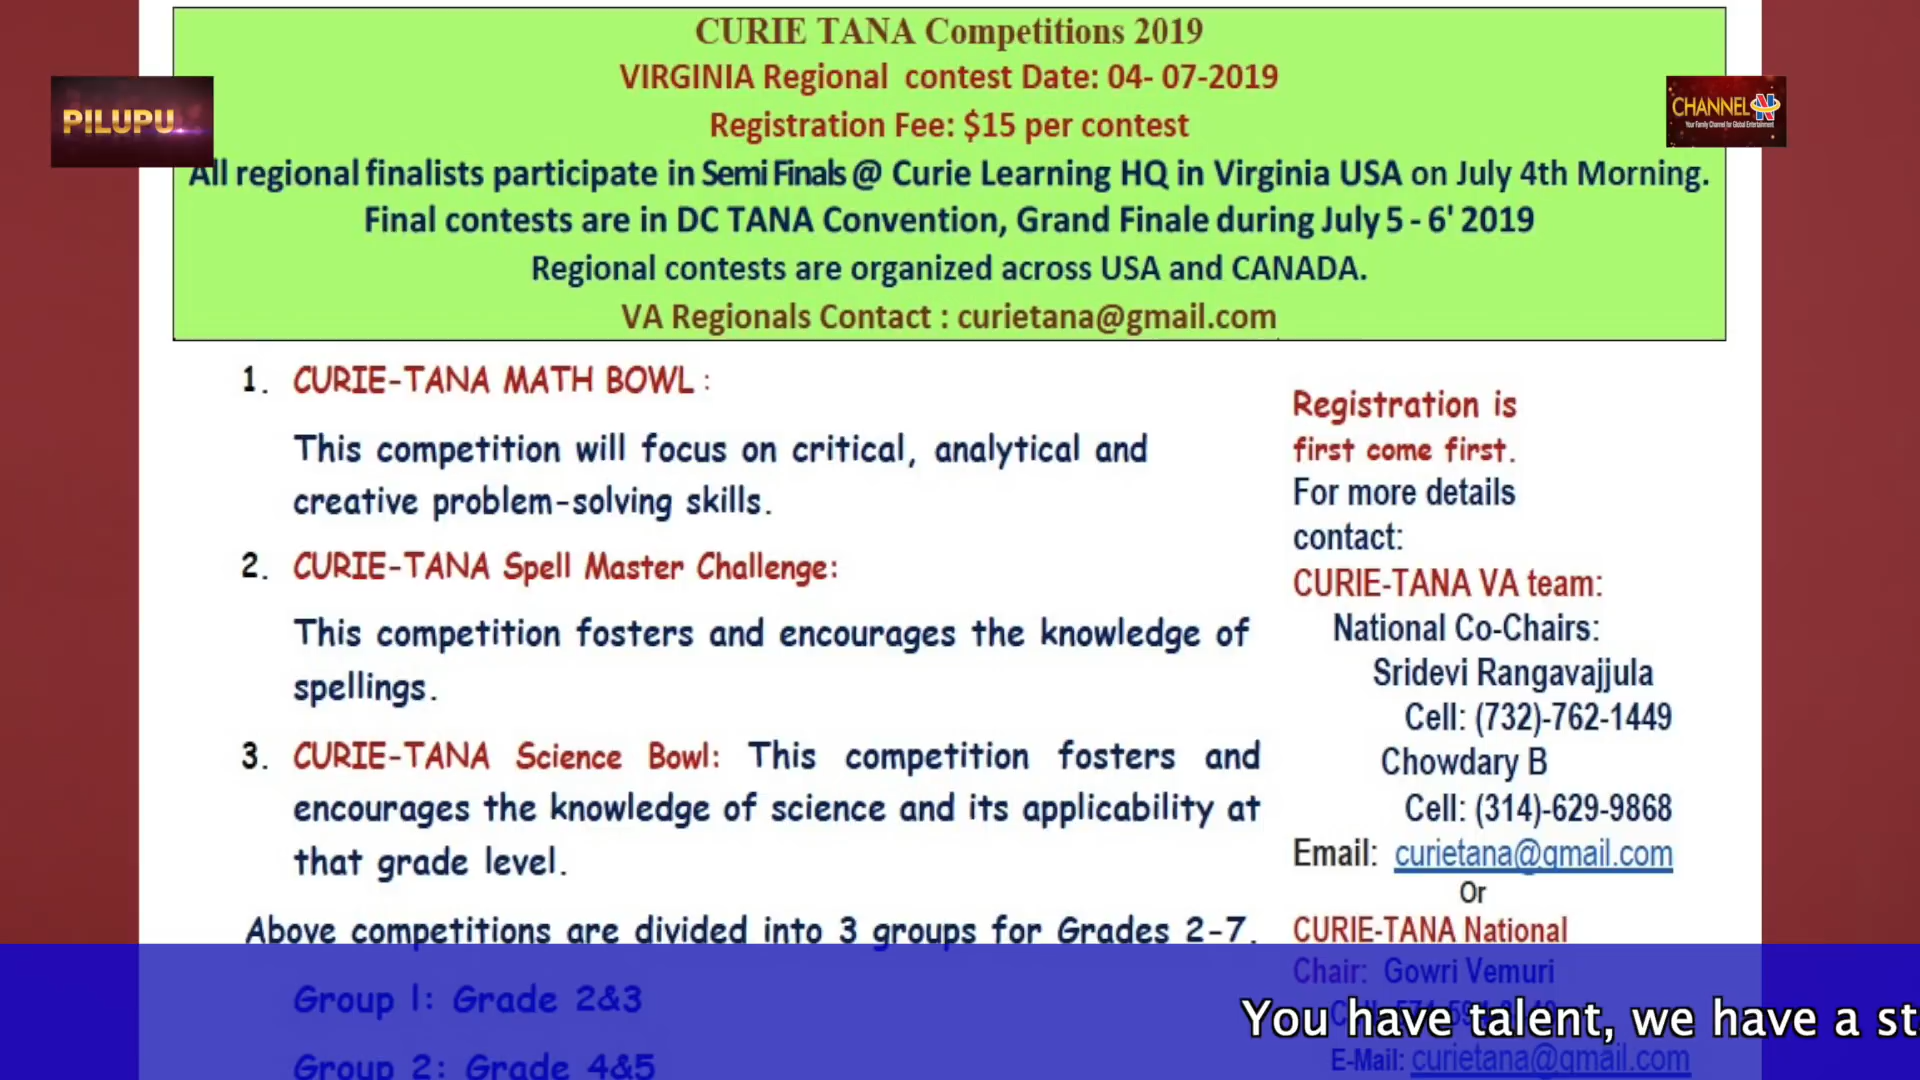 CURIE TANA Competitions 2019
VIRGINIA Regional contest Date: 04- 07-2019
PILUPU
CHANNEL N
Your Family Channel for Global Entertainment
Registration Fee: $15 per contest
All regional finalists participate in Semi Finals @ Curie Learning HQ in Virginia USA on July 4th Morning.
Final contests are in DC TANA Convention, Grand Finale during July 5 - 6' 2019
Regional contests are organized across USA and CANADA.
VA Regionals Contact : curietana@gmail.com
1. CURIE-TANA MATH BOWL :
This competition will focus on critical, analytical and
creative problem-solving skills.
2. CURIE-TANA Spell Master Challenge:
This competition fosters and encourages the knowledge of
spellings.
3. CURIE-TANA Science Bowl: This competition fosters and
encourages the knowledge of science and its applicability at
that grade level.
Above competitions are divided into 3 groups for Grades 2-7.
Group 1: Grade 2&3
Group 2: Grade 4&5
Registration is
first come first.
For more details
contact:
CURIE-TANA VA team:
National Co-Chairs:
Sridevi Rangavajjula
Cell: (732)-762-1449
Chowdary B
Cell: (314)-629-9868
Email: curietana@gmail.com
Or
CURIE-TANA National
Chair: Gowri Vemuri
E-Mail: curietana@gmail.com
You have talent, we have a st